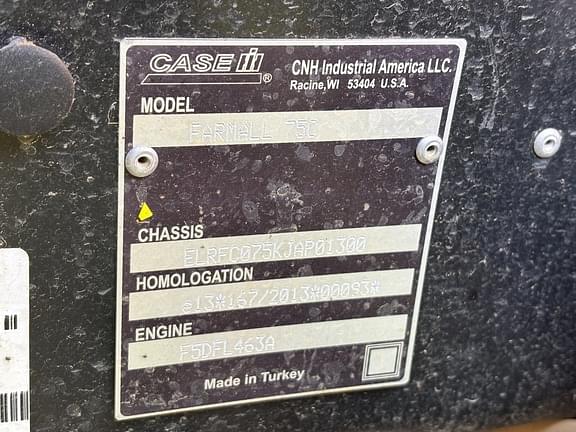 CASE IH ®
CNH Industrial America LLC.
Racine, WI 53404 U.S.A.
MODEL
FARMALL 75C
CHASSIS
ELRFC075KJAP01300
HOMOLOGATION
e13*167/2013*00093*
ENGINE
F5DFL463A
Made in Turkey